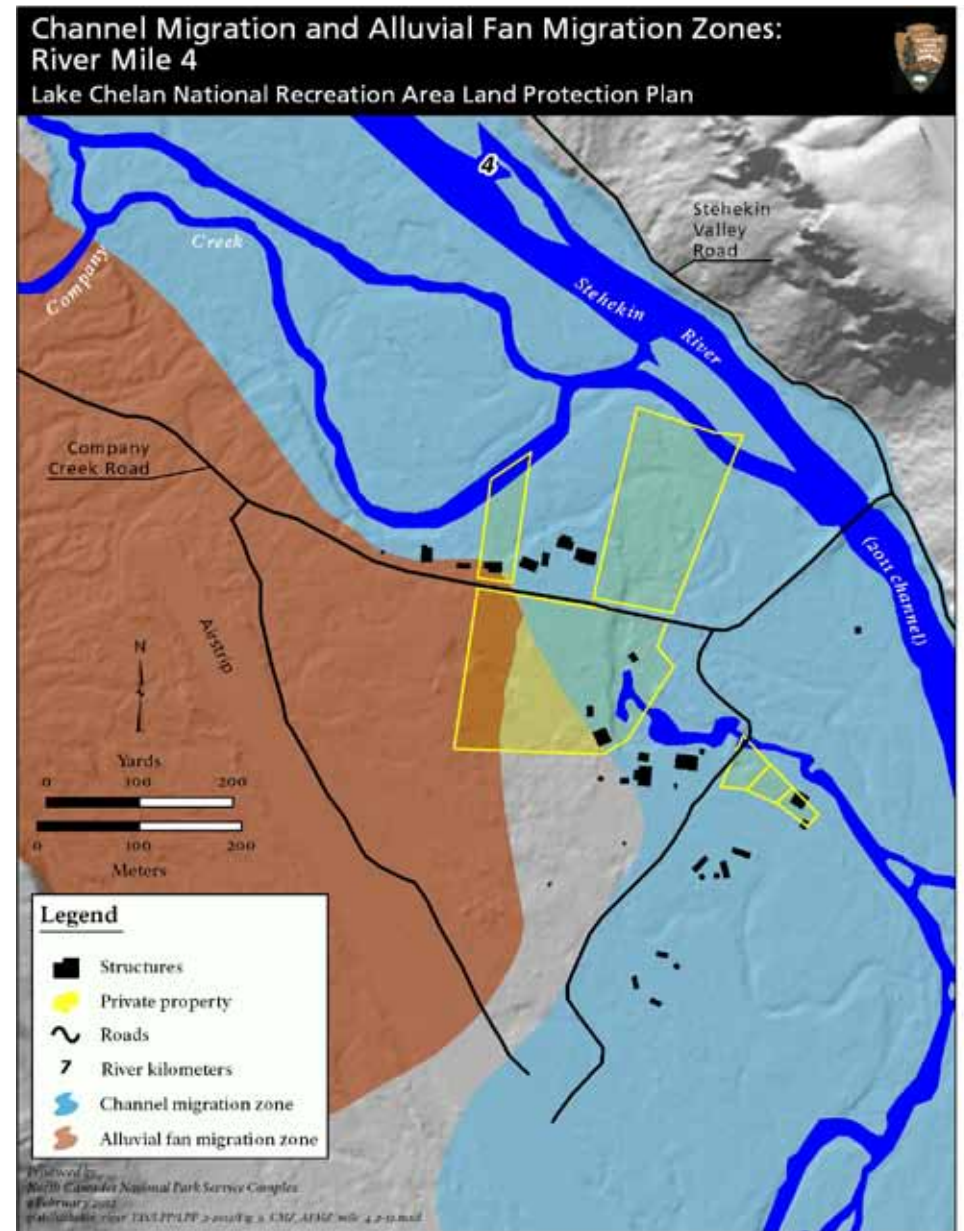 Channel Migration and Alluvial Fan Migration Zones:
River Mile 4
Lake Chelan National Recreation Area Land Protection Plan
4
Stehekin
Valley
Road
Creek
Company
Stehekin
River
Company
Creek Road
(2011 channel)
Airstrip
N
Yards
0 100 200
0 100 200
Meters
Legend
Structures
Private property
Roads
7 River kilometers
Channel migration zone
Alluvial fan migration zone
Produced by
North Cascades National Park Service Complex
February 2012